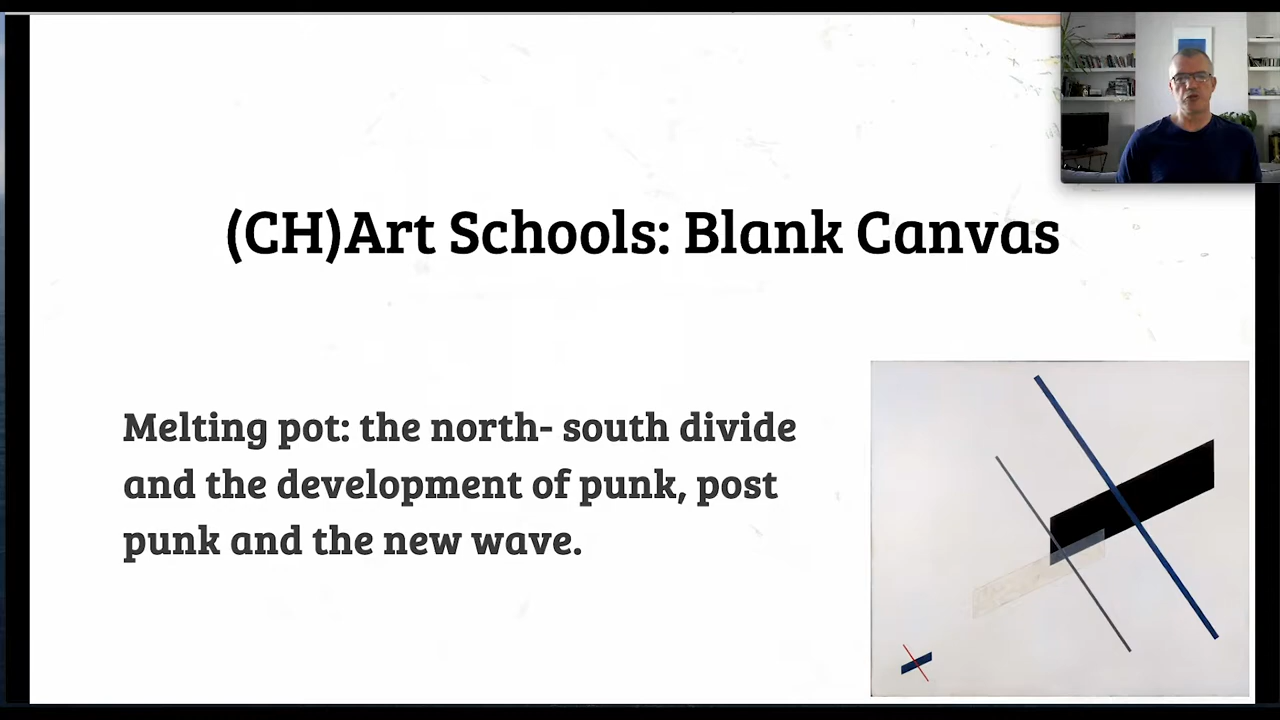 (CH)Art Schools: Blank Canvas
Melting pot: the north- south divide
and the development of punk, post
punk and the new wave.